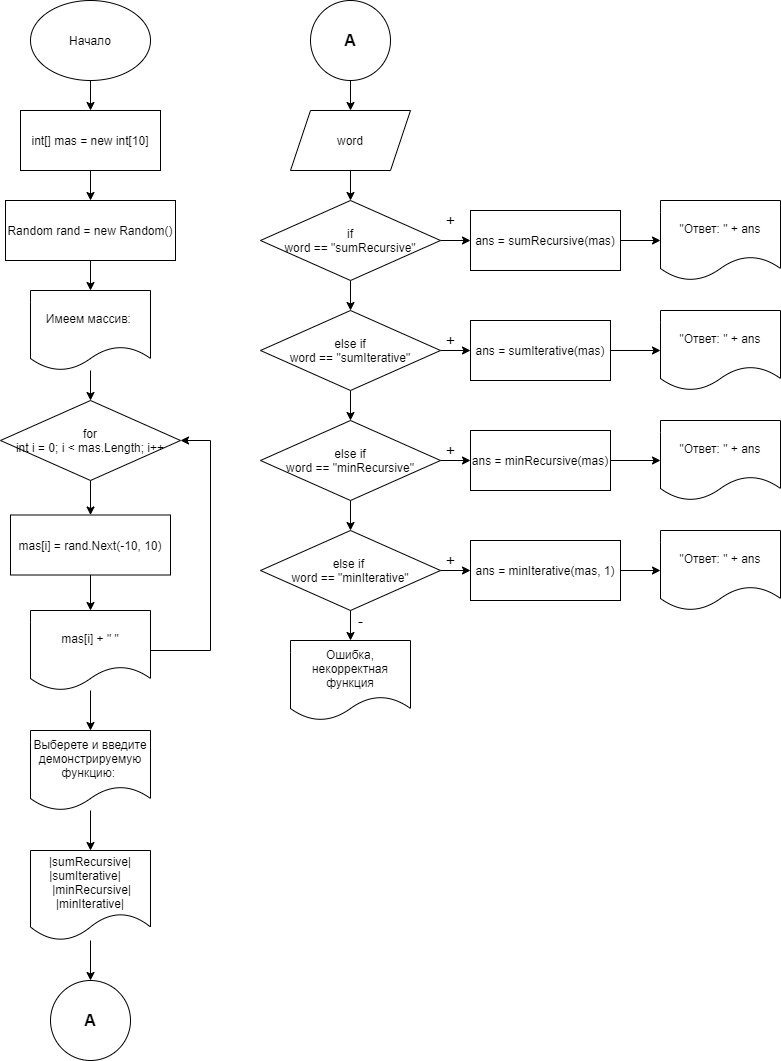 Начало
int[] mas = new int[10]
Random rand = new Random()
Имеем массив:
for
int i = 0; i < mas.Length; i++
mas[i] = rand.Next(-10, 10)
mas[i] + " "
Выберете и введите
демонстрируемую
функцию:
|sumRecursive|
|sumIterative|
|minRecursive|
|minIterative|
A
A
word
if
word == "sumRecursive"
+
ans = sumRecursive(mas)
"Ответ: " + ans
else if
word == "sumIterative"
+
ans = sumIterative(mas)
"Ответ: " + ans
else if
word == "minRecursive"
+
ans = minRecursive(mas)
"Ответ: " + ans
else if
word == "minIterative"
+
ans = minIterative(mas, 1)
"Ответ: " + ans
-
Ошибка,
некорректная
функция